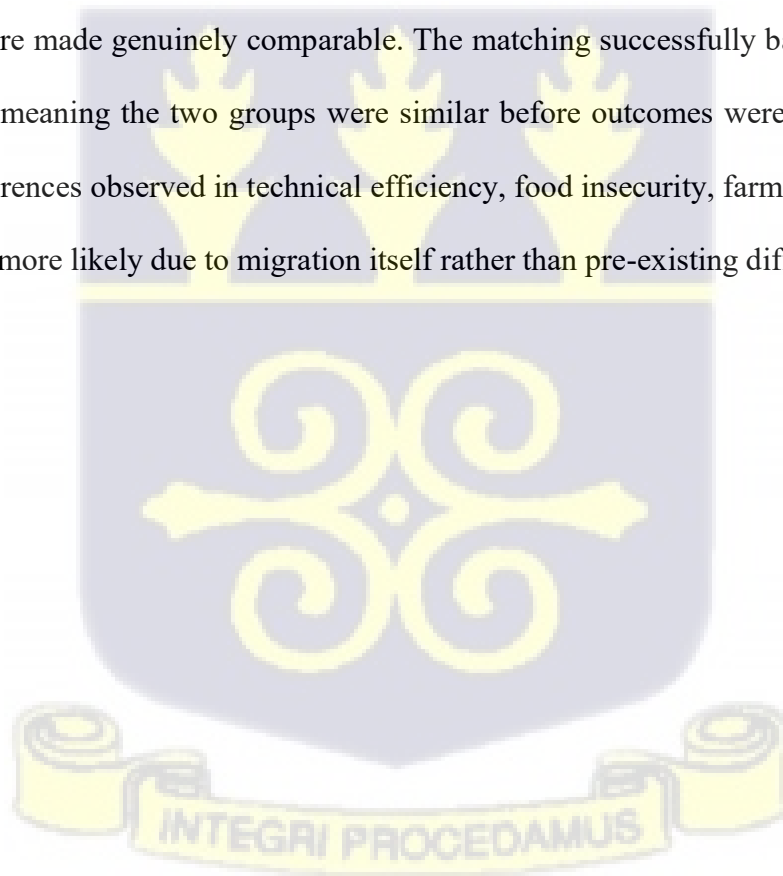 re made genuinely comparable. The matching successfully ba
meaning the two groups were similar before outcomes were
rences observed in technical efficiency, food insecurity, farm
more likely due to migration itself rather than pre-existing dif
INTEGRI PROCEDAMUS